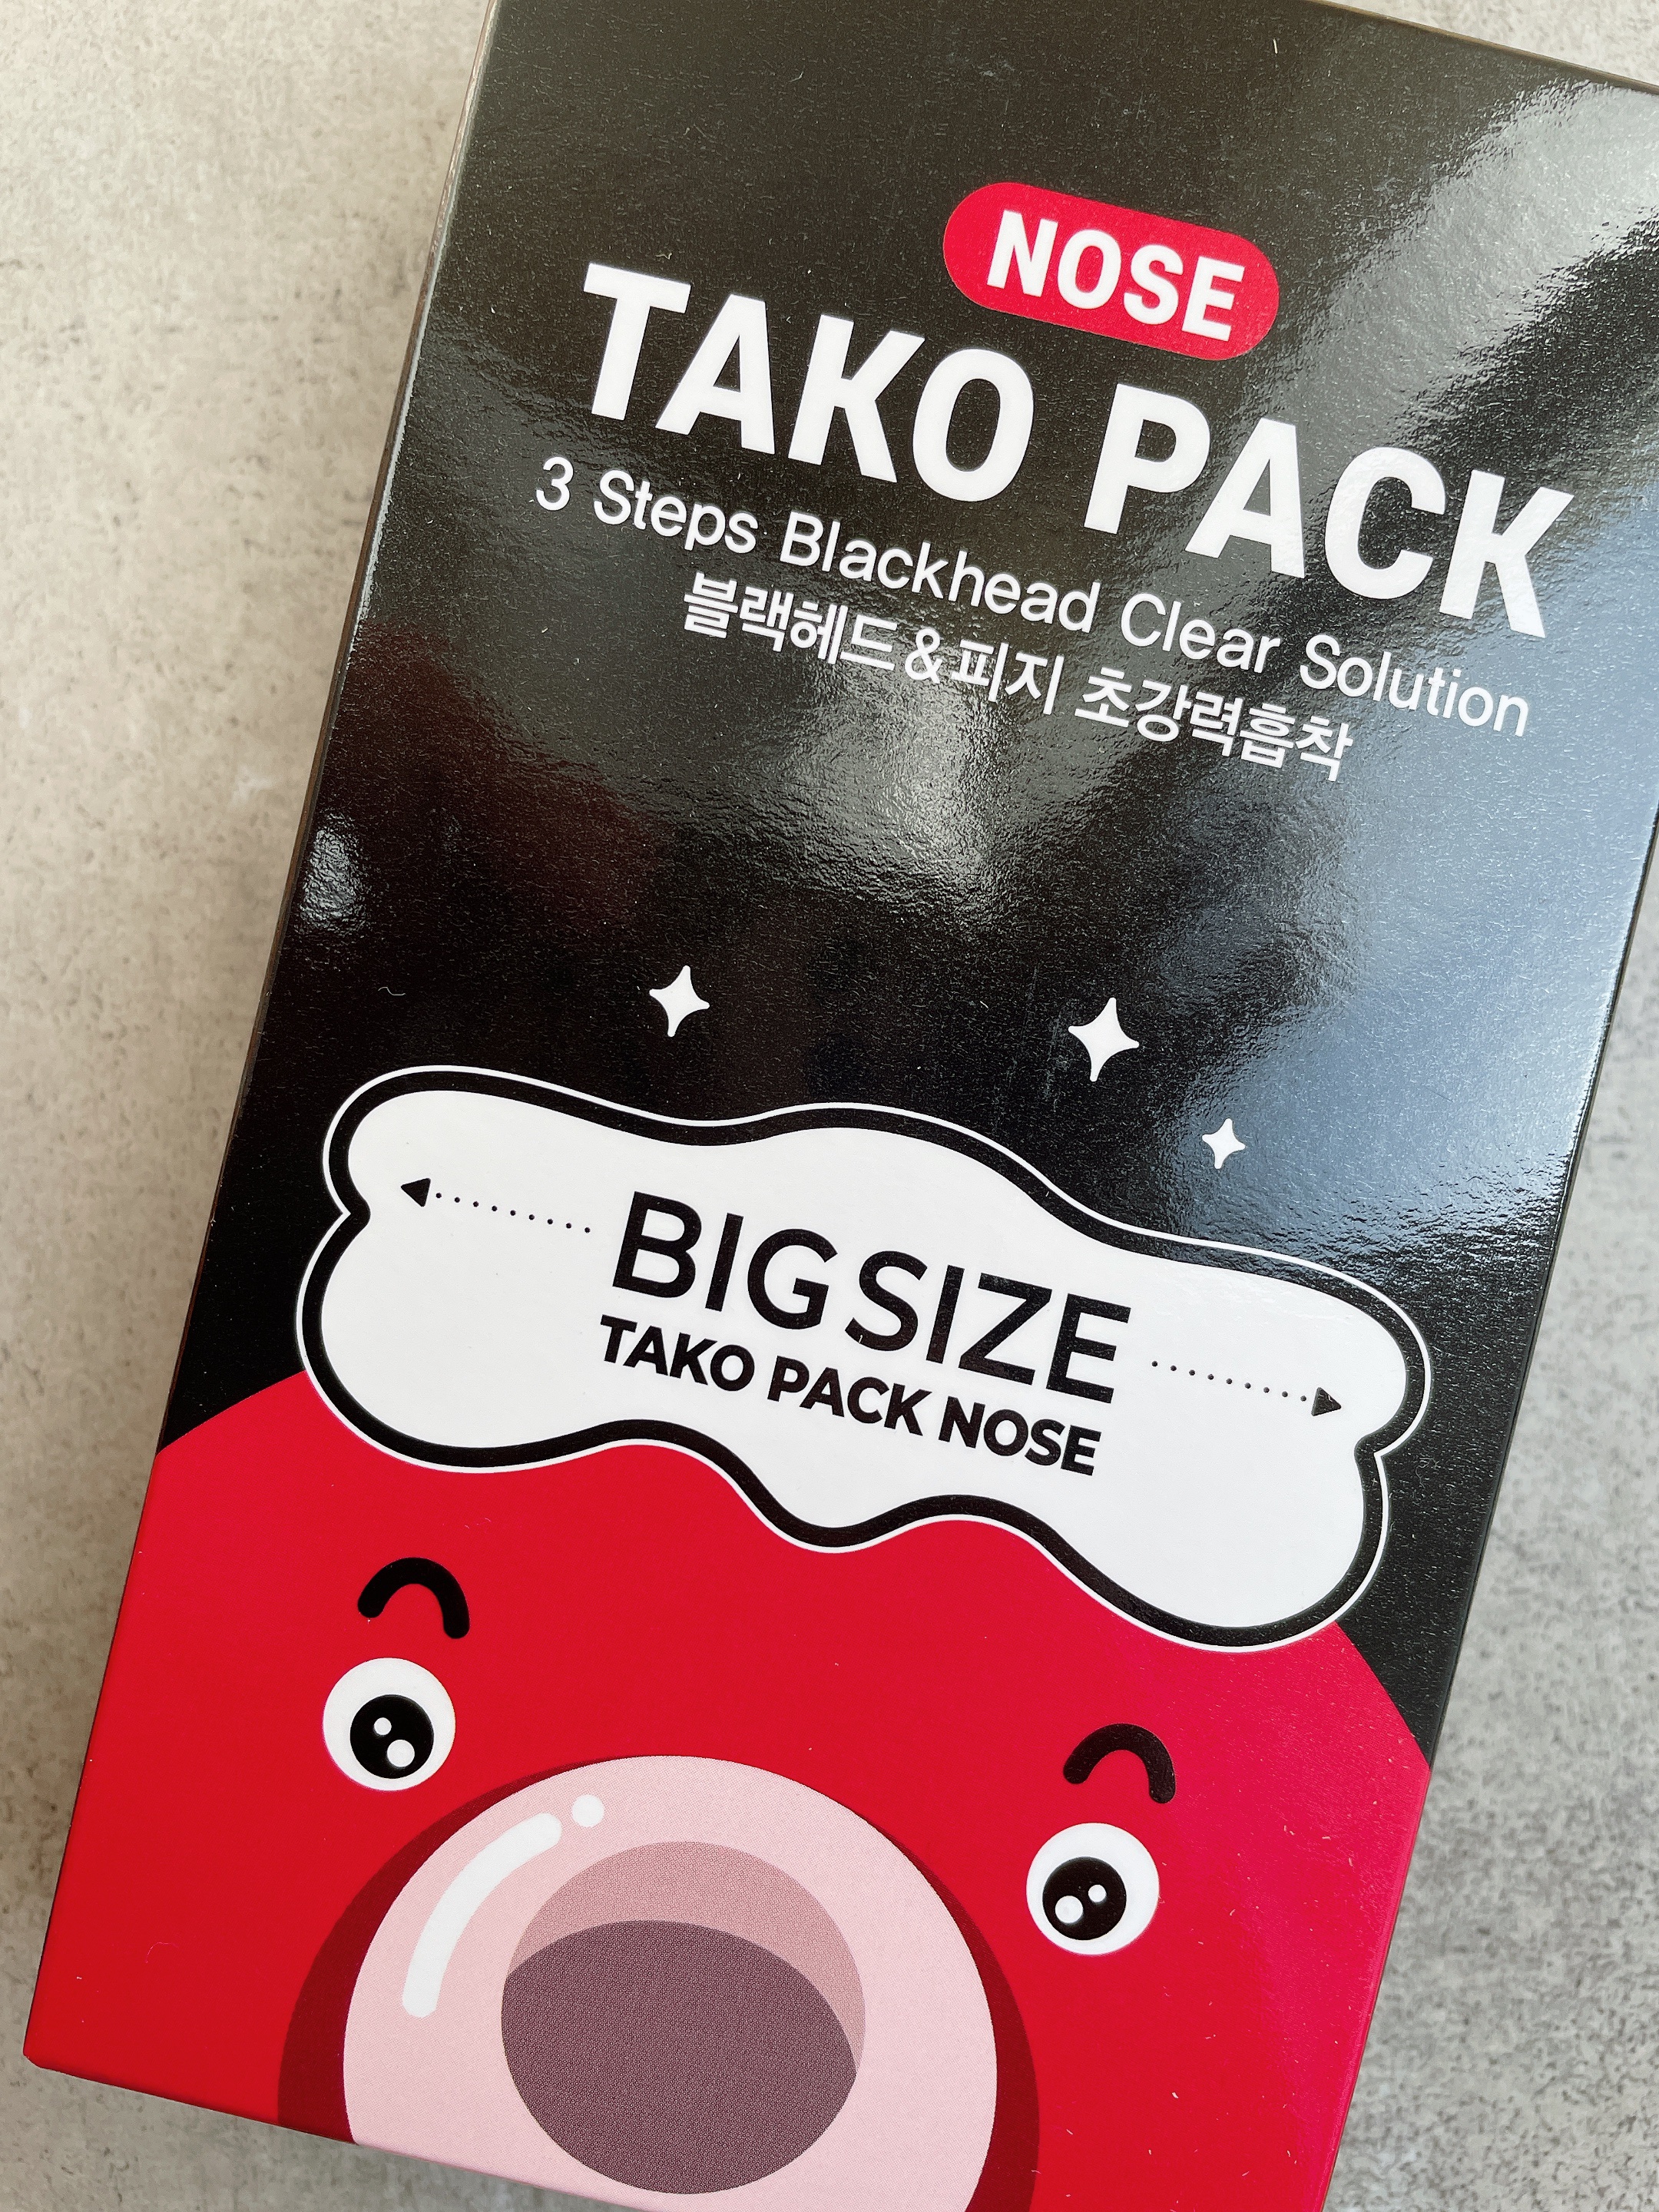 NOSE
TAKO PACK
3 Steps Blackhead Clear Solution
블랙헤드&피지 초강력흡착
BIG SIZE
TAKO PACK NOSE